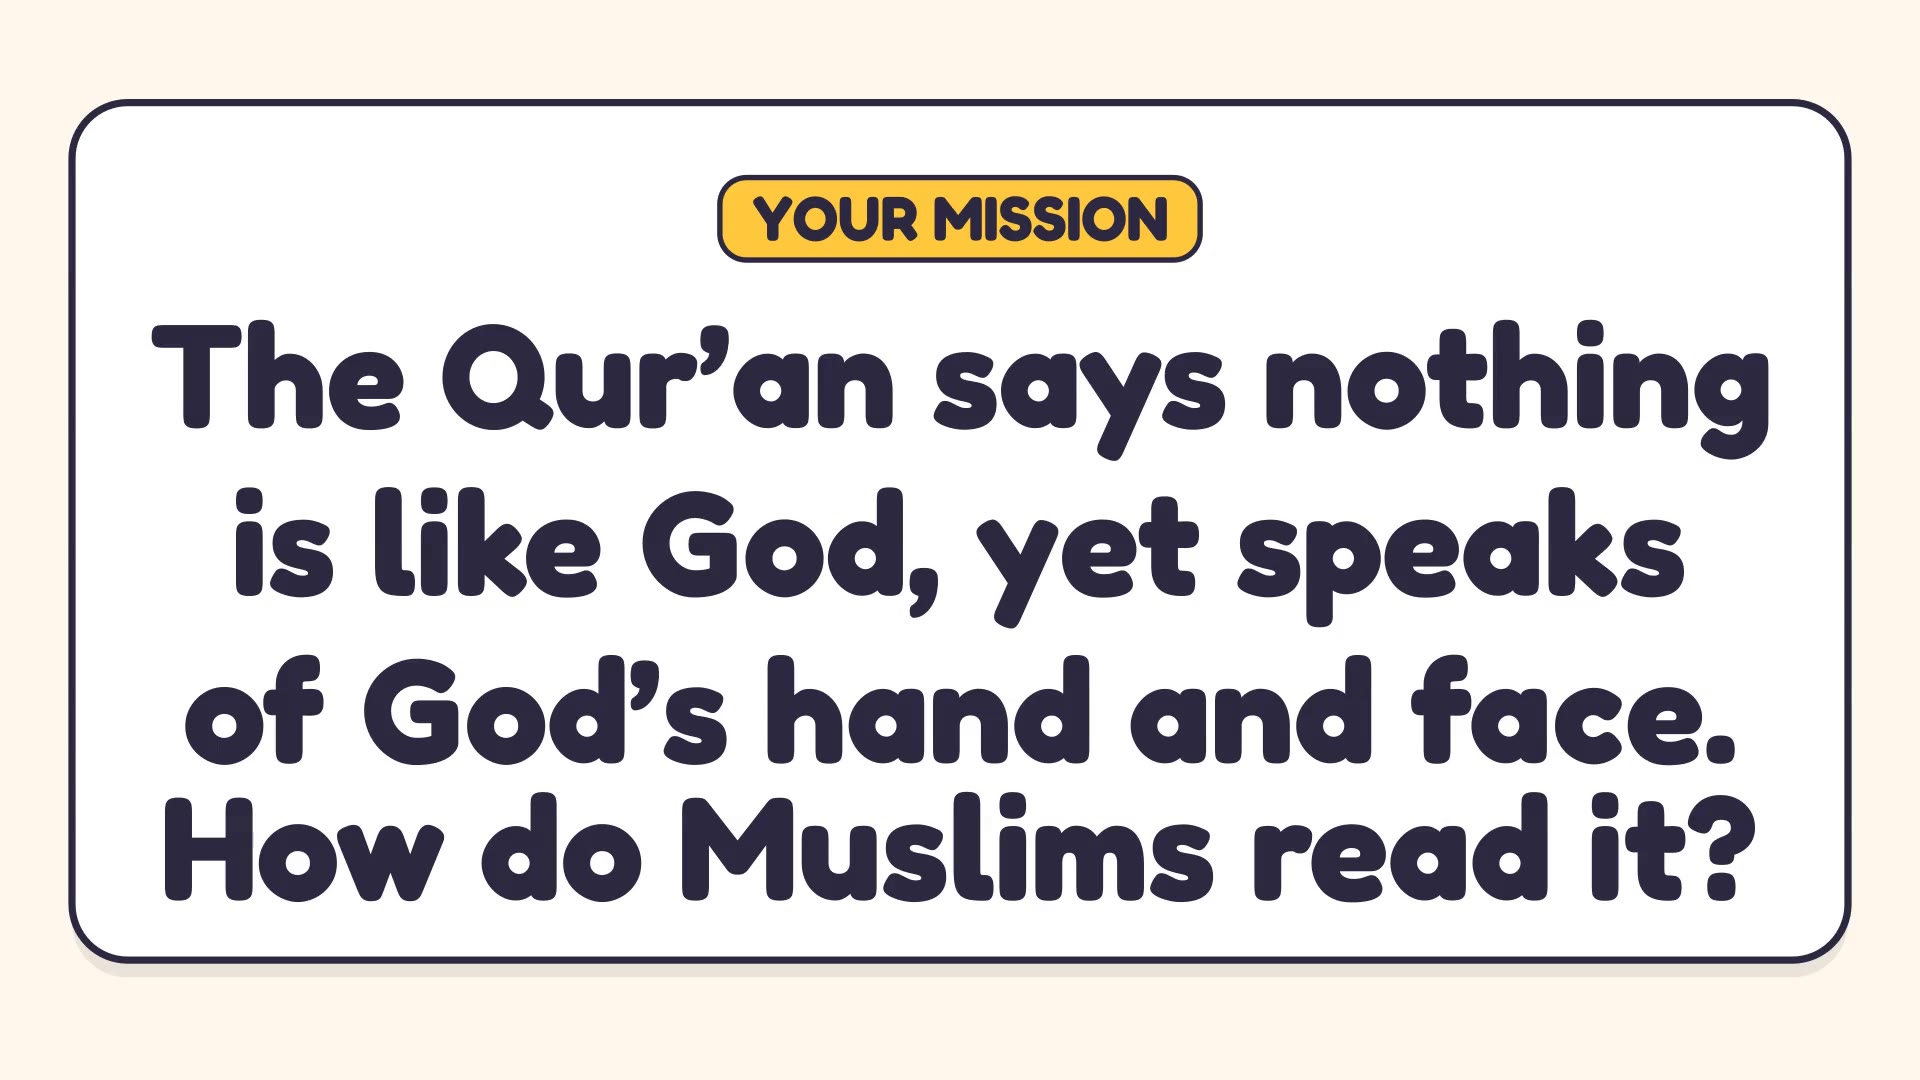 YOUR MISSION
The Qur’an says nothing
is like God, yet speaks
of God’s hand and face.
How do Muslims read it?